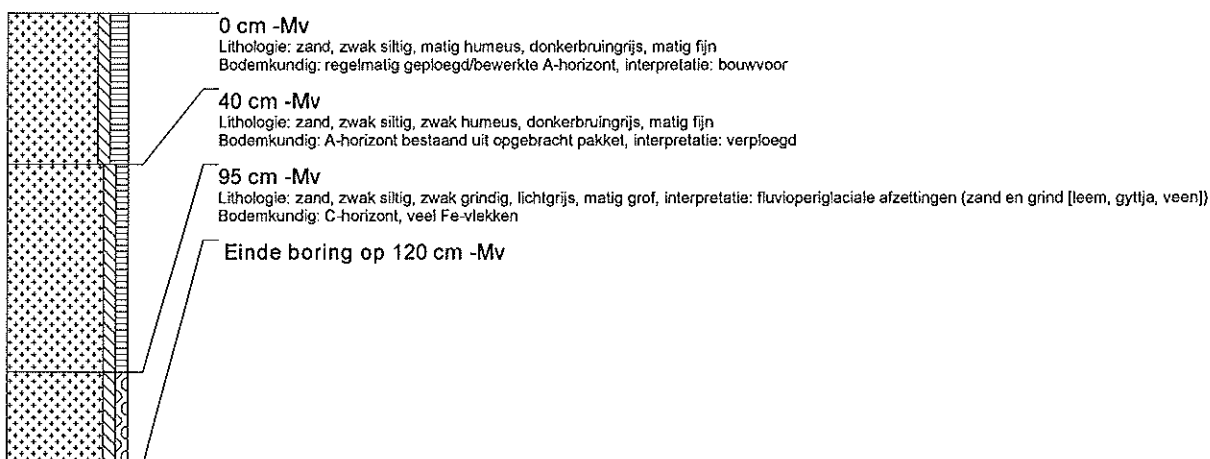 0 cm -Mv
Lithologie: zand, zwak siltig, matig humeus, donkerbruingrijs, matig fijn
Bodemkundig: regelmatig geploegd/bewerkte A-horizont, interpretatie: bouwvoor
40 cm -Mv
Lithologie: zand, zwak siltig, zwak humeus, donkerbruingrijs, matig fijn
Bodemkundig: A-horizont bestaand uit opgebracht pakket, interpretatie: verploegd
95 cm -Mv
Lithologie: zand, zwak siltig, zwak grindig, lichtgrijs, matig grof, interpretatie: fluvioperiglaciale afzettingen (zand en grind [leem, gyttja, veen])
Bodemkundig: C-horizont, veel Fe-vlekken
Einde boring op 120 cm -Mv